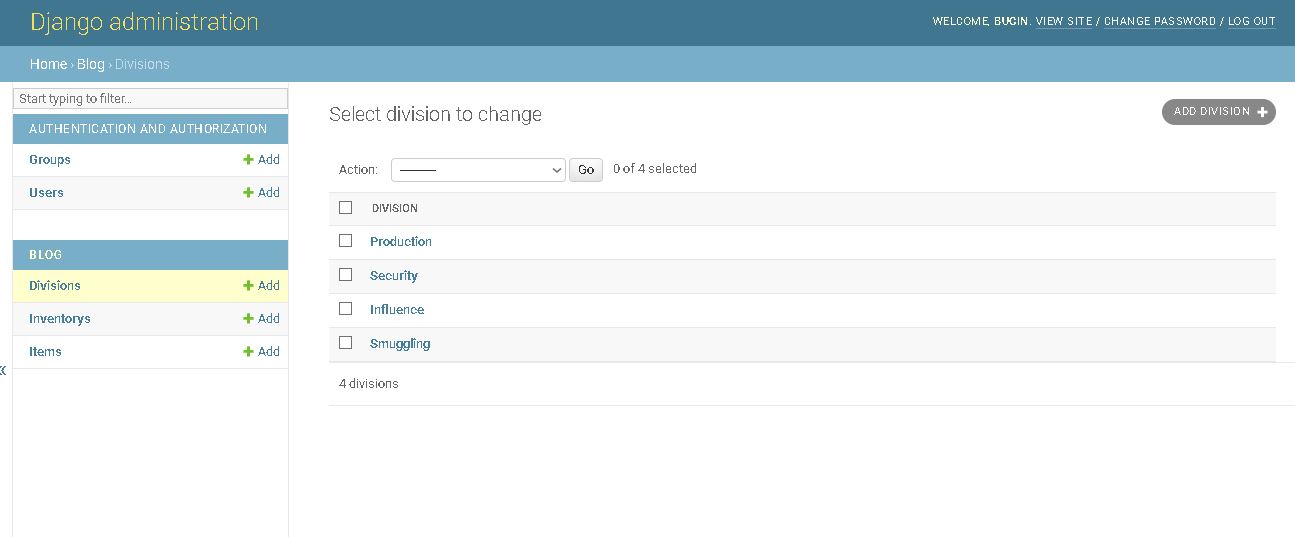 Django administration
WELCOME, BUGIN. VIEW SITE / CHANGE PASSWORD / LOG OUT
Home › Blog › Divisions
Start typing to filter...
AUTHENTICATION AND AUTHORIZATION
Groups + Add
Users + Add
BLOG
Divisions + Add
Inventorys + Add
Items + Add
«
Select division to change
ADD DIVISION +
Action: --------- Go 0 of 4 selected
DIVISION
Production
Security
Influence
Smuggling
4 divisions